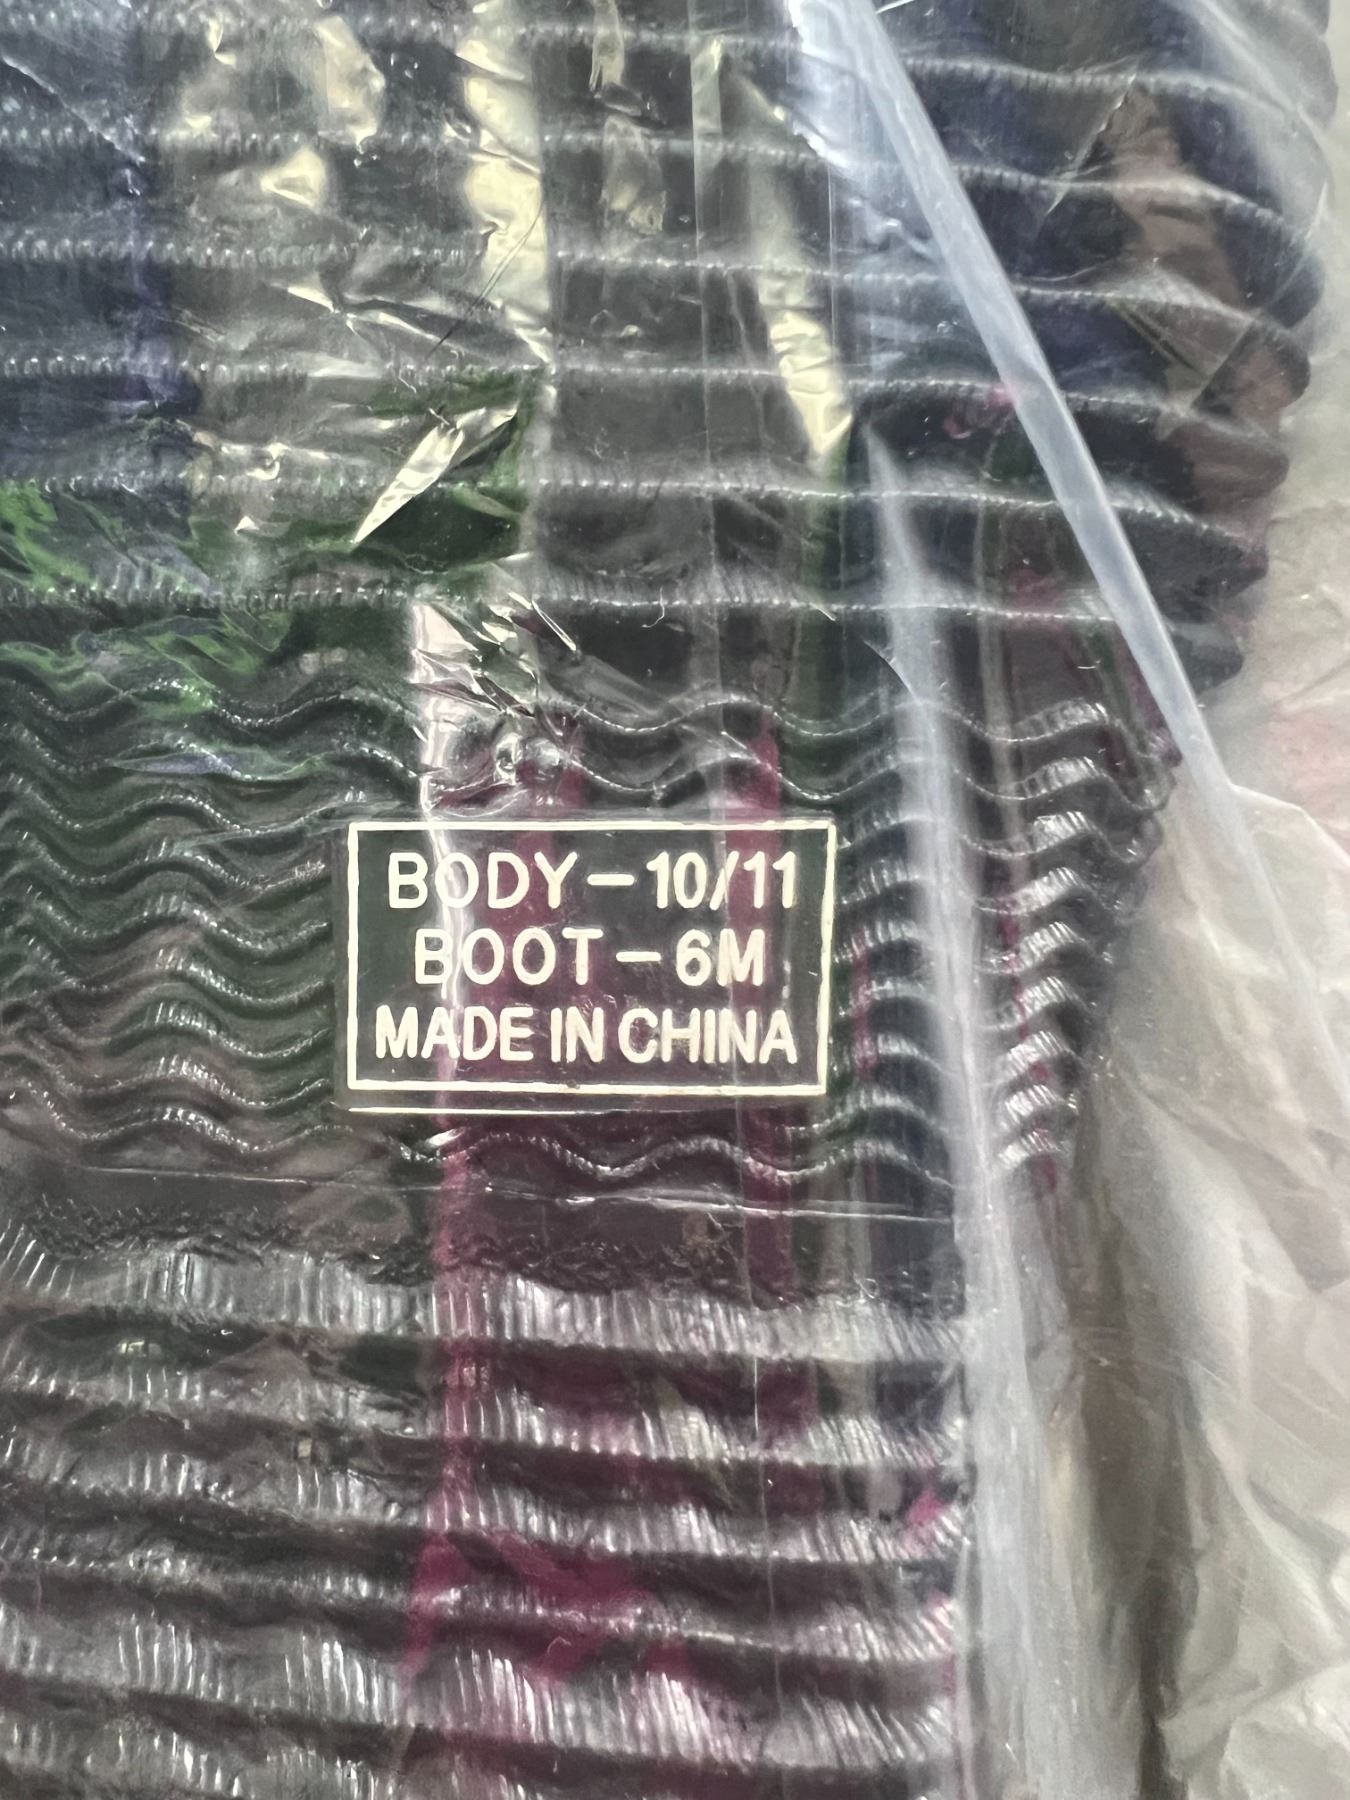 BODY - 10/11
BOOT - 6M
MADE IN CHINA